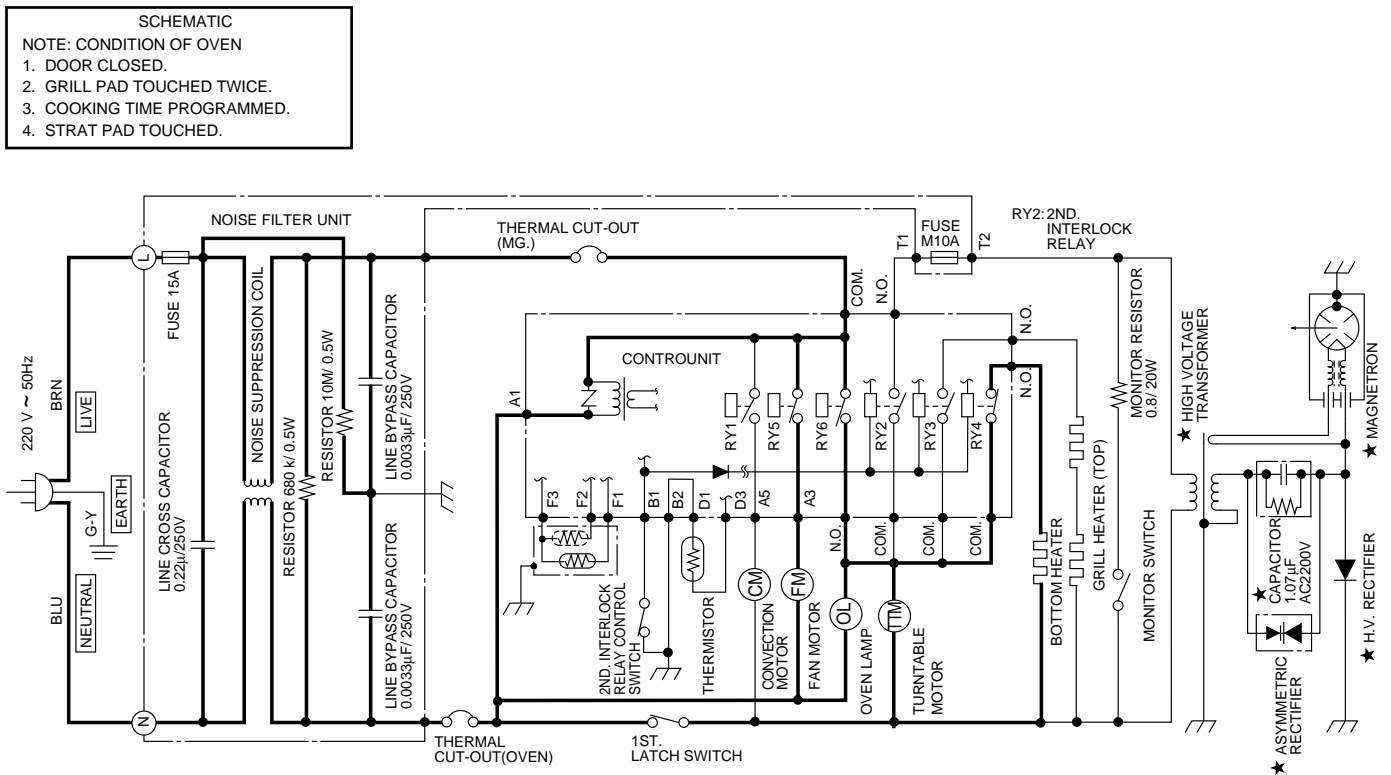 SCHEMATIC
NOTE: CONDITION OF OVEN
1. DOOR CLOSED.
2. GRILL PAD TOUCHED TWICE.
3. COOKING TIME PROGRAMMED.
4. STRAT PAD TOUCHED.
220 V ~ 50Hz
BRN
LIVE
G-Y
EARTH
BLU
NEUTRAL
L
N
NOISE FILTER UNIT
FUSE 15A
LINE CROSS CAPACITOR
0.22µ/250V
NOISE SUPPRESSION COIL
RESISTOR 680 k/ 0.5W
RESISTOR 10M/ 0.5W
LINE BYPASS CAPACITOR
0.0033µF/ 250V
LINE BYPASS CAPACITOR
0.0033µF/ 250V
THERMAL CUT-OUT
(MG.)
THERMAL
CUT-OUT(OVEN)
1ST.
LATCH SWITCH
A1
CONTROUNIT
RY1
RY5
RY6
RY2
RY3
RY4
COM.
N.O.
T1
FUSE
M10A
T2
RY2: 2ND.
INTERLOCK
RELAY
N.O.
N.O.
F3
F2
F1
B1
B2
D1
D3
A5
A3
N.O.
COM.
COM.
COM.
2ND. INTERLOCK
RELAY CONTROL
SWITCH
THERMISTOR
CM
CONVECTION
MOTOR
FM
FAN MOTOR
OL
OVEN LAMP
TTM
TURNTABLE
MOTOR
BOTTOM HEATER
GRILL HEATER (TOP)
MONITOR RESISTOR
0.8/ 20W
MONITOR SWITCH
★ HIGH VOLTAGE
TRANSFORMER
★ MAGNETRON
★ CAPACITOR
1.07µF
AC2200V
★ ASYMMETRIC
RECTIFIER
★ H.V. RECTIFIER